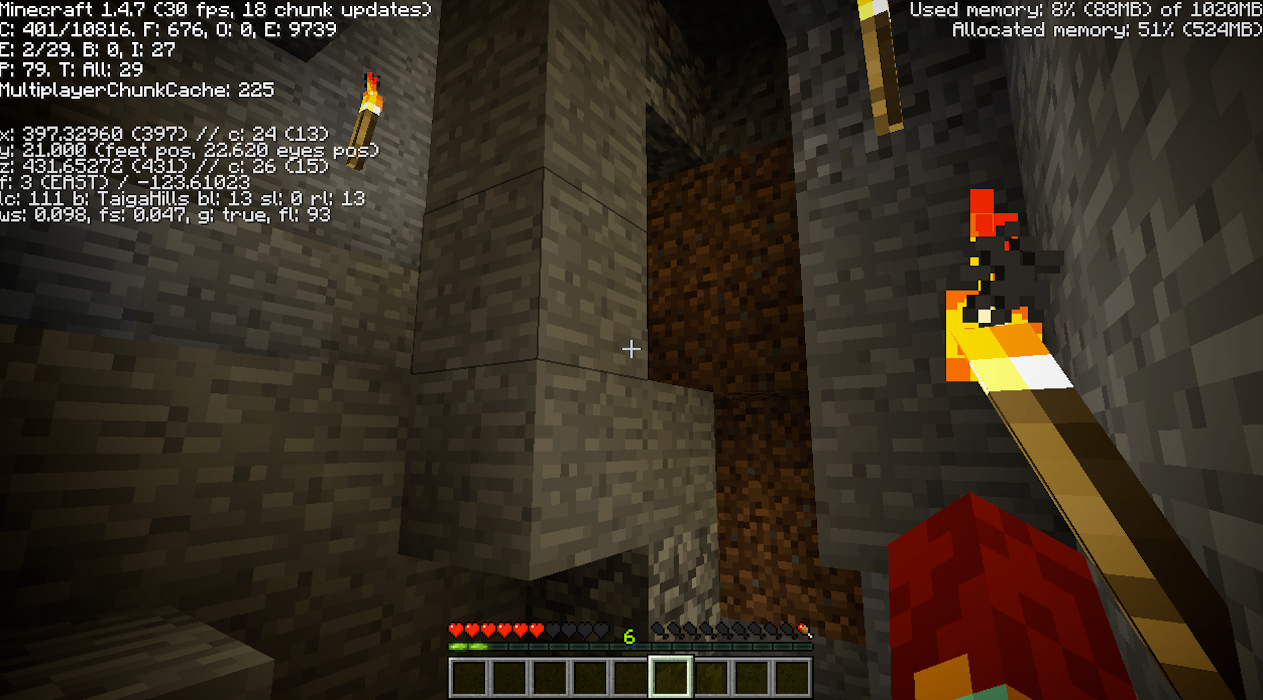 Minecraft 1.4.7 (30 fps, 18 chunk updates)
C: 401/10816. F: 676, O: 0, E: 9739
E: 2/29. B: 0, I: 27
P: 79. T: All: 29
MultiplayerChunkCache: 225
x: 397.32960 (397) // c: 24 (13)
y: 21.000 (feet pos, 22.620 eyes pos)
z: 431.65272 (431) // c: 26 (15)
f: 3 (EAST) / -123.61023
lc: 111 b: TaigaHills bl: 13 sl: 0 rl: 13
ws: 0.098, fs: 0.047, g: true, fl: 93
Used memory: 8% (88MB) of 1020MB
Allocated memory: 51% (524MB)
6